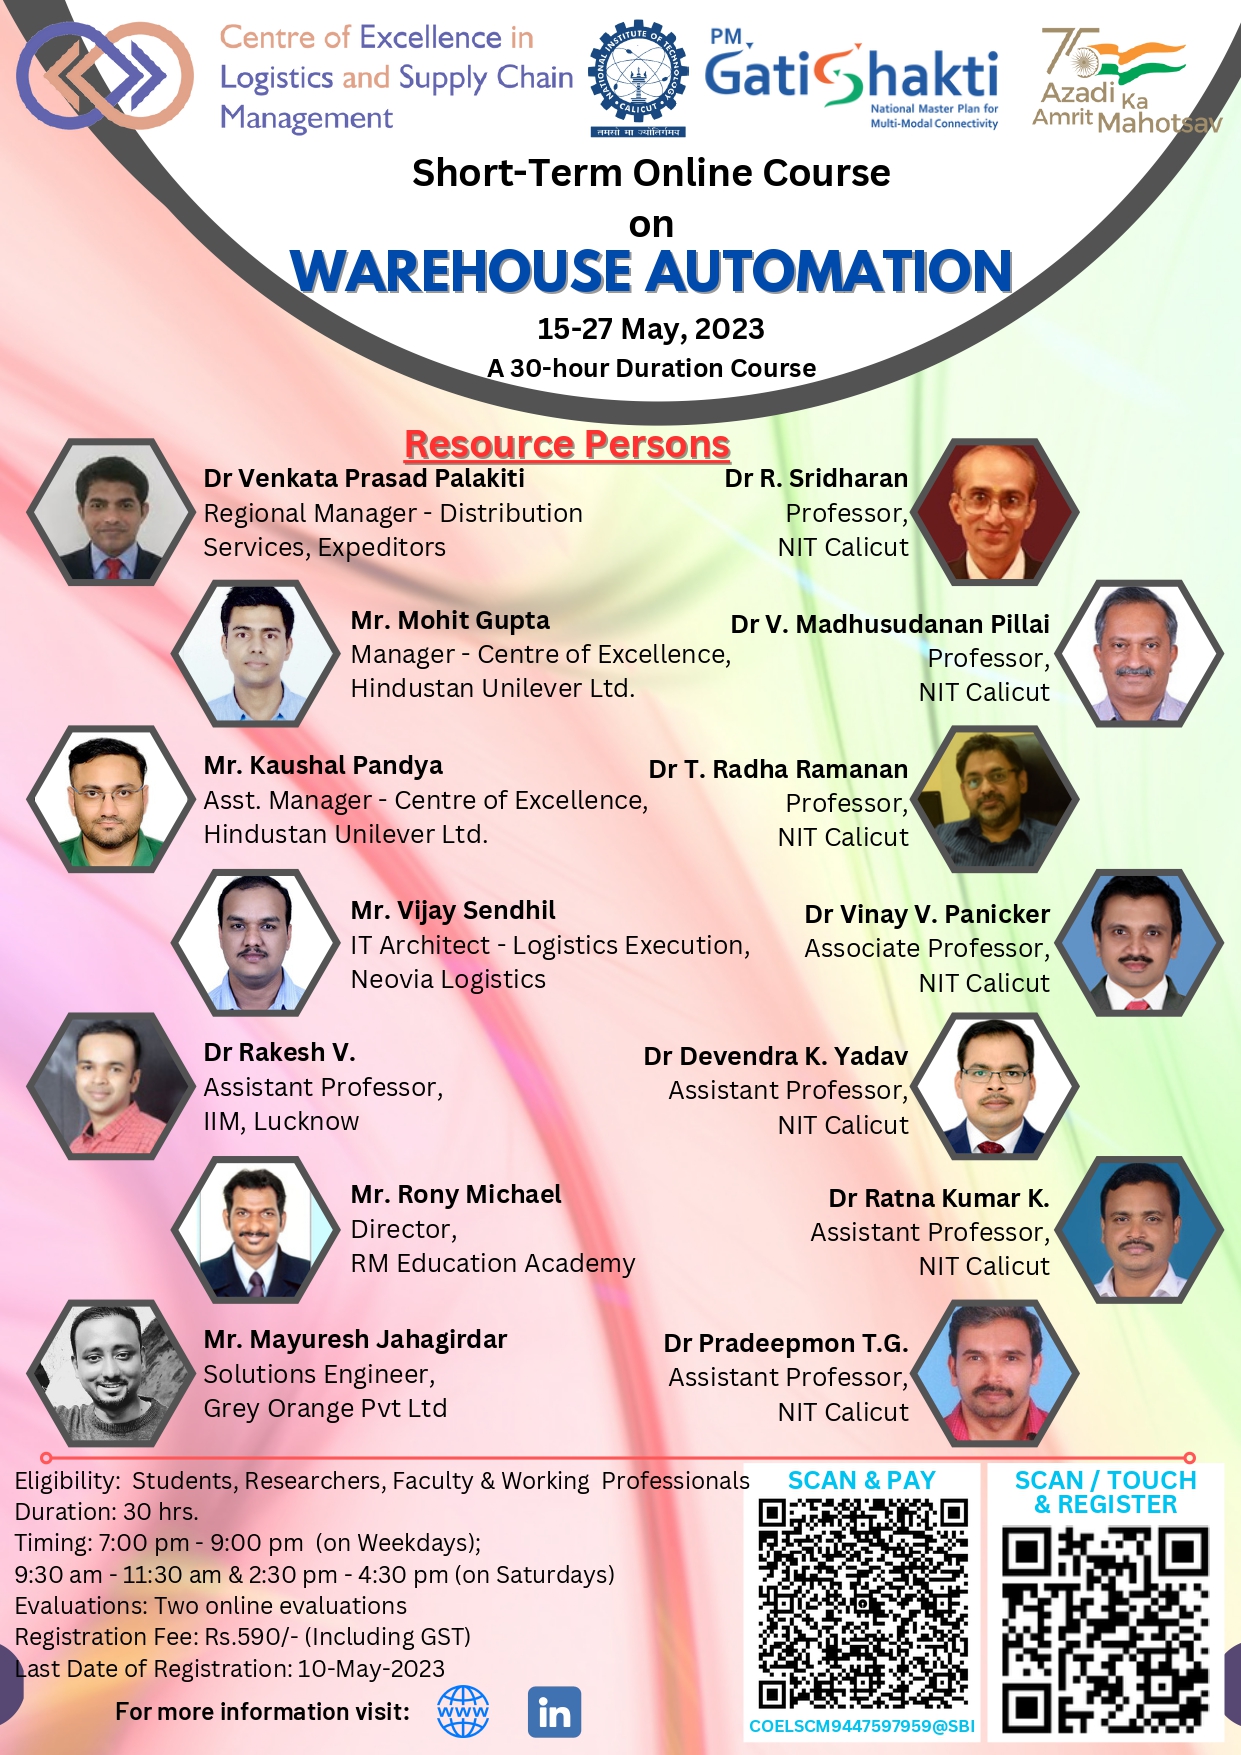 Centre of Excellence in
Logistics and Supply Chain
Management
NATIONAL INSTITUTE OF TECHNOLOGY
CALICUT
तमसो मा ज्योतिर्गमय
PM
GatiShakti
National Master Plan for
Multi-Modal Connectivity
75
Azadi Ka
Amrit Mahotsav
Short-Term Online Course
on
WAREHOUSE AUTOMATION
15-27 May, 2023
A 30-hour Duration Course
Resource Persons
Dr Venkata Prasad Palakiti
Regional Manager - Distribution
Services, Expeditors
Dr R. Sridharan
Professor,
NIT Calicut
Mr. Mohit Gupta
Manager - Centre of Excellence,
Hindustan Unilever Ltd.
Dr V. Madhusudanan Pillai
Professor,
NIT Calicut
Mr. Kaushal Pandya
Asst. Manager - Centre of Excellence,
Hindustan Unilever Ltd.
Dr T. Radha Ramanan
Professor,
NIT Calicut
Mr. Vijay Sendhil
IT Architect - Logistics Execution,
Neovia Logistics
Dr Vinay V. Panicker
Associate Professor,
NIT Calicut
Dr Rakesh V.
Assistant Professor,
IIM, Lucknow
Dr Devendra K. Yadav
Assistant Professor,
NIT Calicut
Mr. Rony Michael
Director,
RM Education Academy
Dr Ratna Kumar K.
Assistant Professor,
NIT Calicut
Mr. Mayuresh Jahagirdar
Solutions Engineer,
Grey Orange Pvt Ltd
Dr Pradeepmon T.G.
Assistant Professor,
NIT Calicut
Eligibility: Students, Researchers, Faculty & Working Professionals
Duration: 30 hrs.
Timing: 7:00 pm - 9:00 pm (on Weekdays);
9:30 am - 11:30 am & 2:30 pm - 4:30 pm (on Saturdays)
Evaluations: Two online evaluations
Registration Fee: Rs.590/- (Including GST)
Last Date of Registration: 10-May-2023
For more information visit:
www
in
SCAN & PAY
COELSCM9447597959@SBI
SCAN / TOUCH
& REGISTER